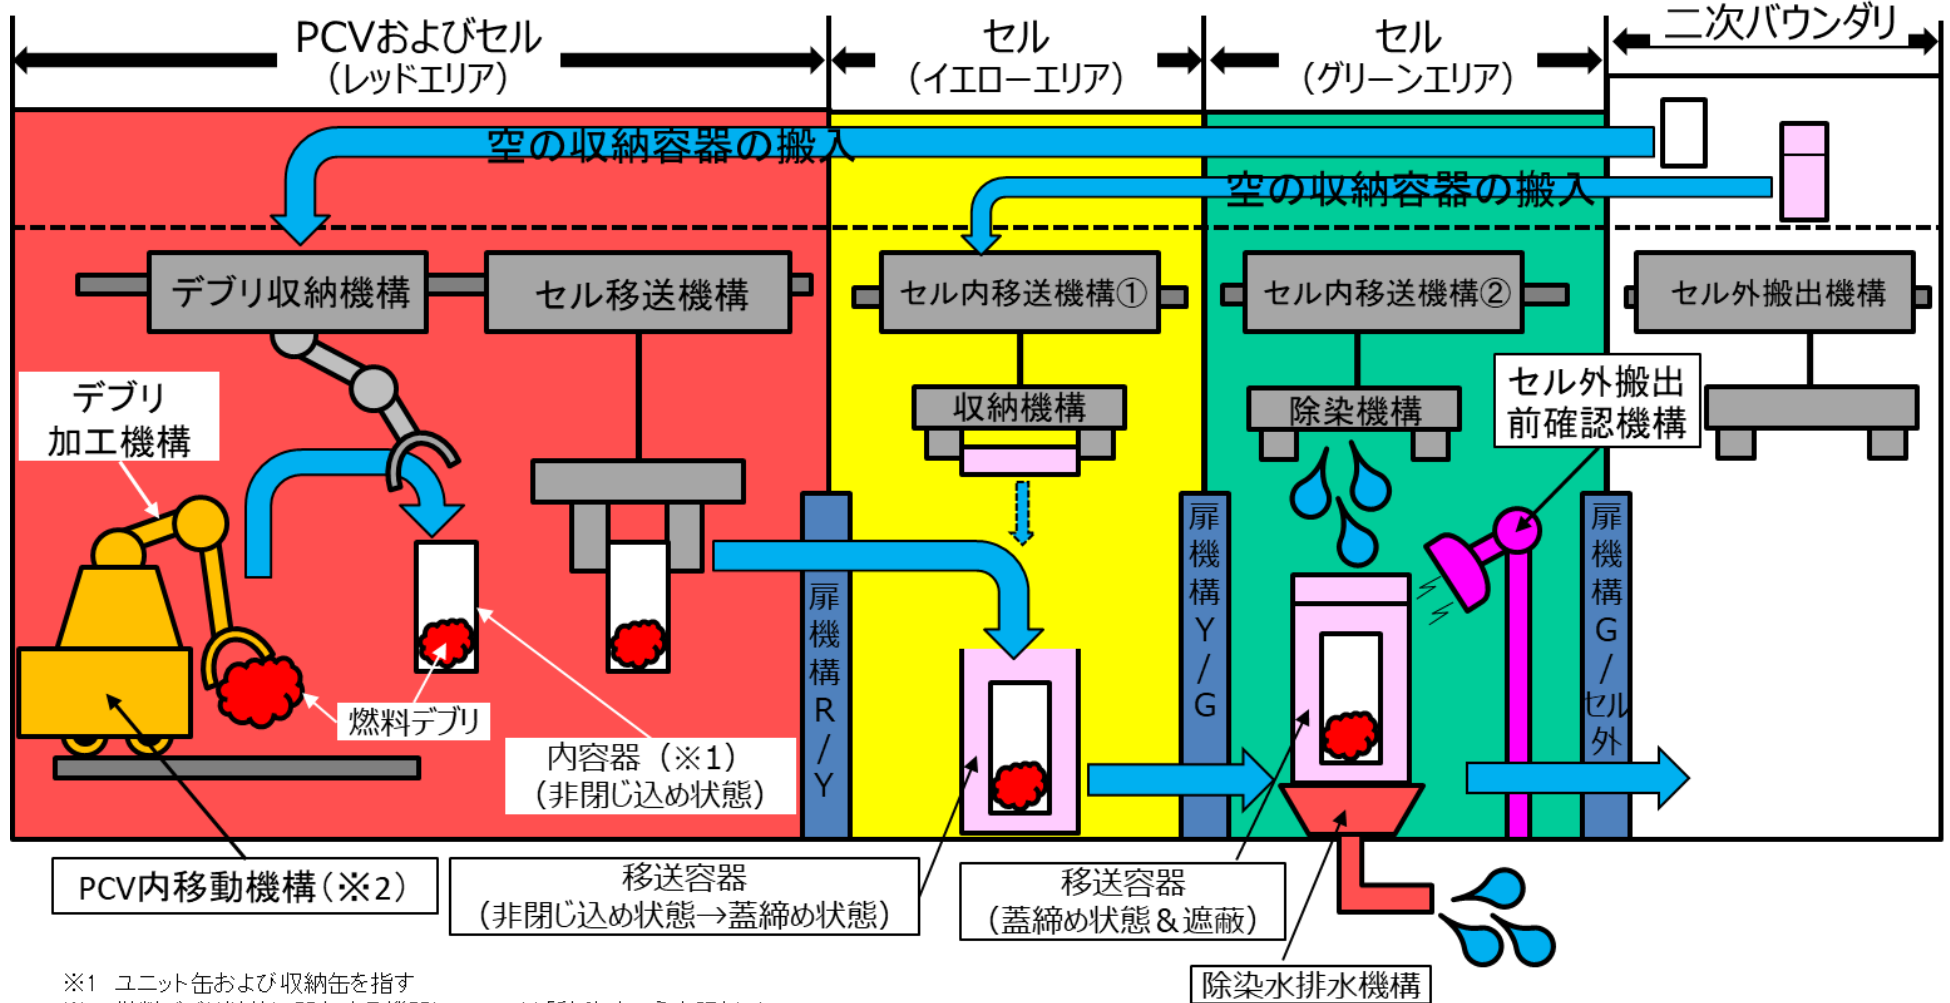 PCVおよびセル
（レッドエリア）
セル
（イエローエリア）
セル
（グリーンエリア）
二次バウンダリ
空の収納容器の搬入
空の収納容器の搬入
デブリ収納機構
セル移送機構
セル内移送機構①
セル内移送機構②
セル外搬出機構
デブリ
加工機構
収納機構
除染機構
セル外搬出
前確認機構
扉機構R/Y
扉機構Y/G
扉機構G/セル外
燃料デブリ
内容器（※1）
（非閉じ込め状態）
PCV内移動機構（※2）
移送容器
（非閉じ込め状態→蓋締め状態）
移送容器
（蓋締め状態＆遮蔽）
除染水排水機構
※1 ユニット缶および収納缶を指す